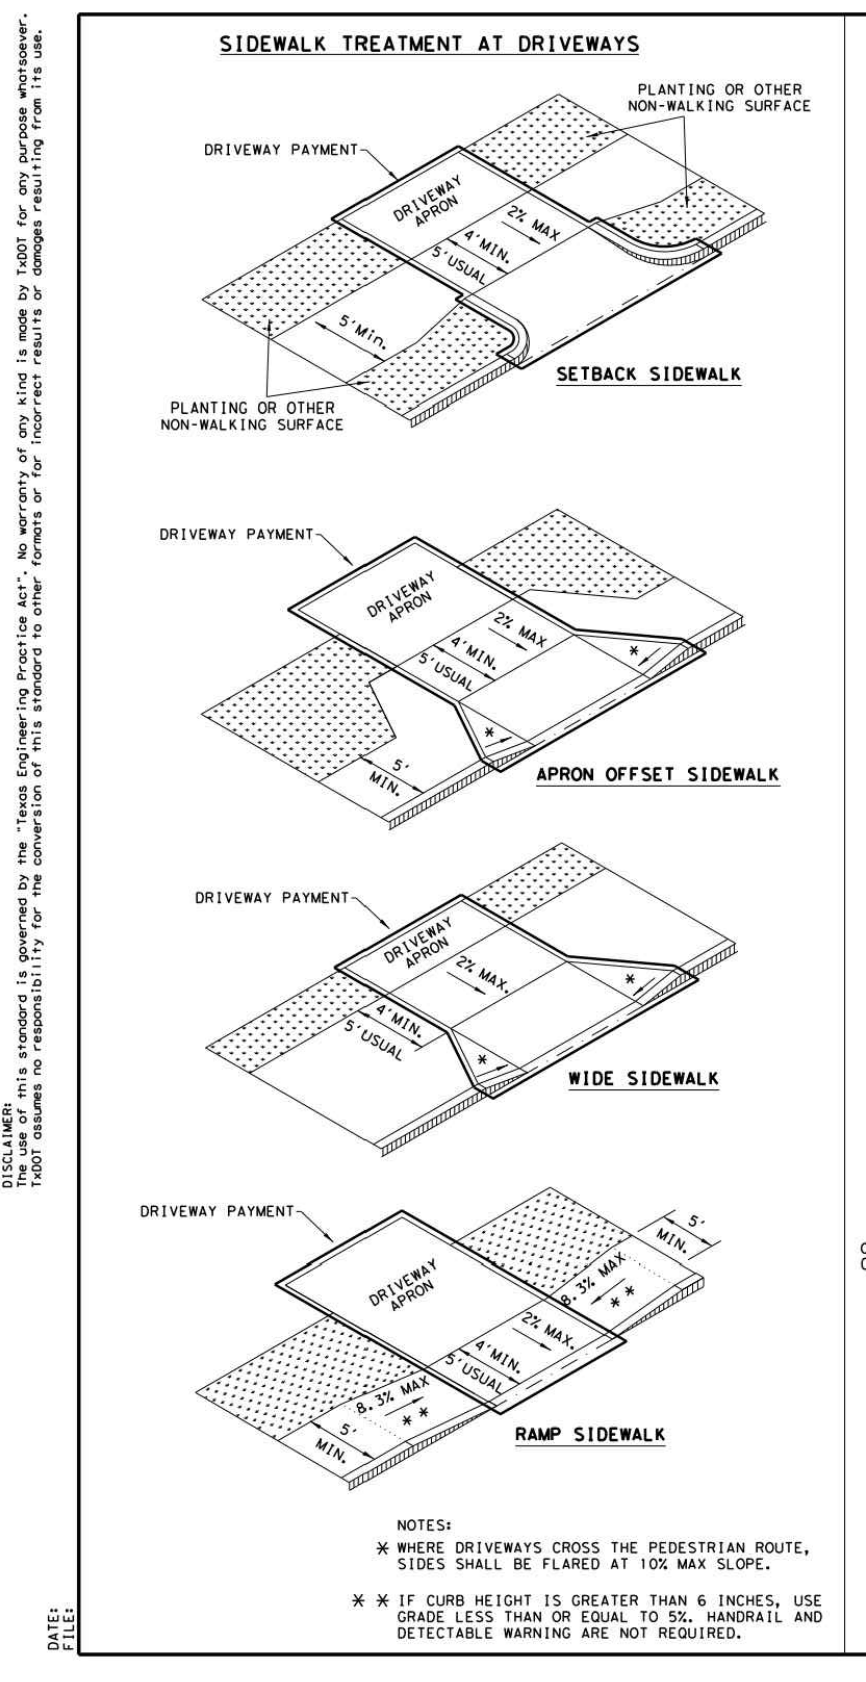 SIDEWALK TREATMENT AT DRIVEWAYS
PLANTING OR OTHER
NON-WALKING SURFACE
DRIVEWAY PAYMENT
DRIVEWAY
APRON
2% MAX
4'MIN.
5'USUAL
5'Min.
SETBACK SIDEWALK
PLANTING OR OTHER
NON-WALKING SURFACE
DRIVEWAY PAYMENT
DRIVEWAY
APRON
2% MAX
4'MIN.
5'USUAL
*
*
5'
MIN.
APRON OFFSET SIDEWALK
DRIVEWAY PAYMENT
DRIVEWAY
APRON
2% MAX.
4'MIN.
5'USUAL
*
*
WIDE SIDEWALK
DRIVEWAY PAYMENT
5'
MIN.
DRIVEWAY
APRON
8.3% MAX
* *
2% MAX.
4'MIN.
5'USUAL
8.3% MAX
* *
5'
MIN.
RAMP SIDEWALK
NOTES:
* WHERE DRIVEWAYS CROSS THE PEDESTRIAN ROUTE,
SIDES SHALL BE FLARED AT 10% MAX SLOPE.
* * IF CURB HEIGHT IS GREATER THAN 6 INCHES, USE
GRADE LESS THAN OR EQUAL TO 5%. HANDRAIL AND
DETECTABLE WARNING ARE NOT REQUIRED.
DISCLAIMER:
The use of this standard is governed by the "Texas Engineering Practice Act". No warranty of any kind is made by TxDOT for any purpose whatsoever.
TxDOT assumes no responsibility for the conversion of this standard to other formats or for incorrect results or damages resulting from its use.
DATE:
FILE: